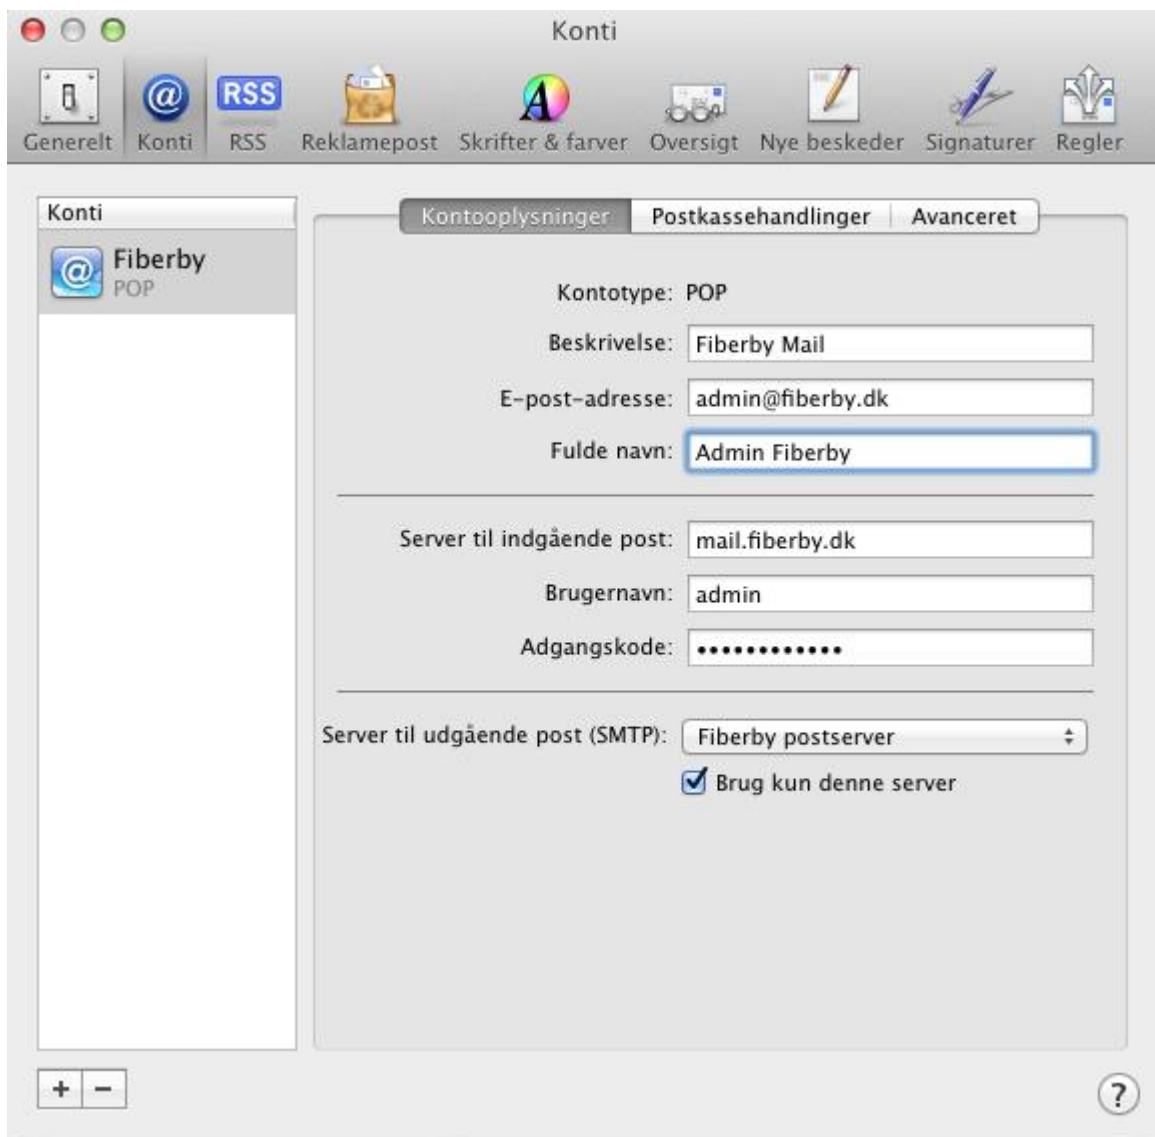 Konti
RSS
Generelt Konti RSS Reklamepost Skrifter & farver Oversigt Nye beskeder Signaturer Regler
Konti
Kontooplysninger Postkassehandlinger Avanceret
Fiberby
POP
Kontotype: POP
Beskrivelse: Fiberby Mail
E-post-adresse: admin@fiberby.dk
Fulde navn: Admin Fiberby
Server til indgående post: mail.fiberby.dk
Brugernavn: admin
Adgangskode: ••••••••••••
Server til udgående post (SMTP): Fiberby postserver
Brug kun denne server
+ − ?